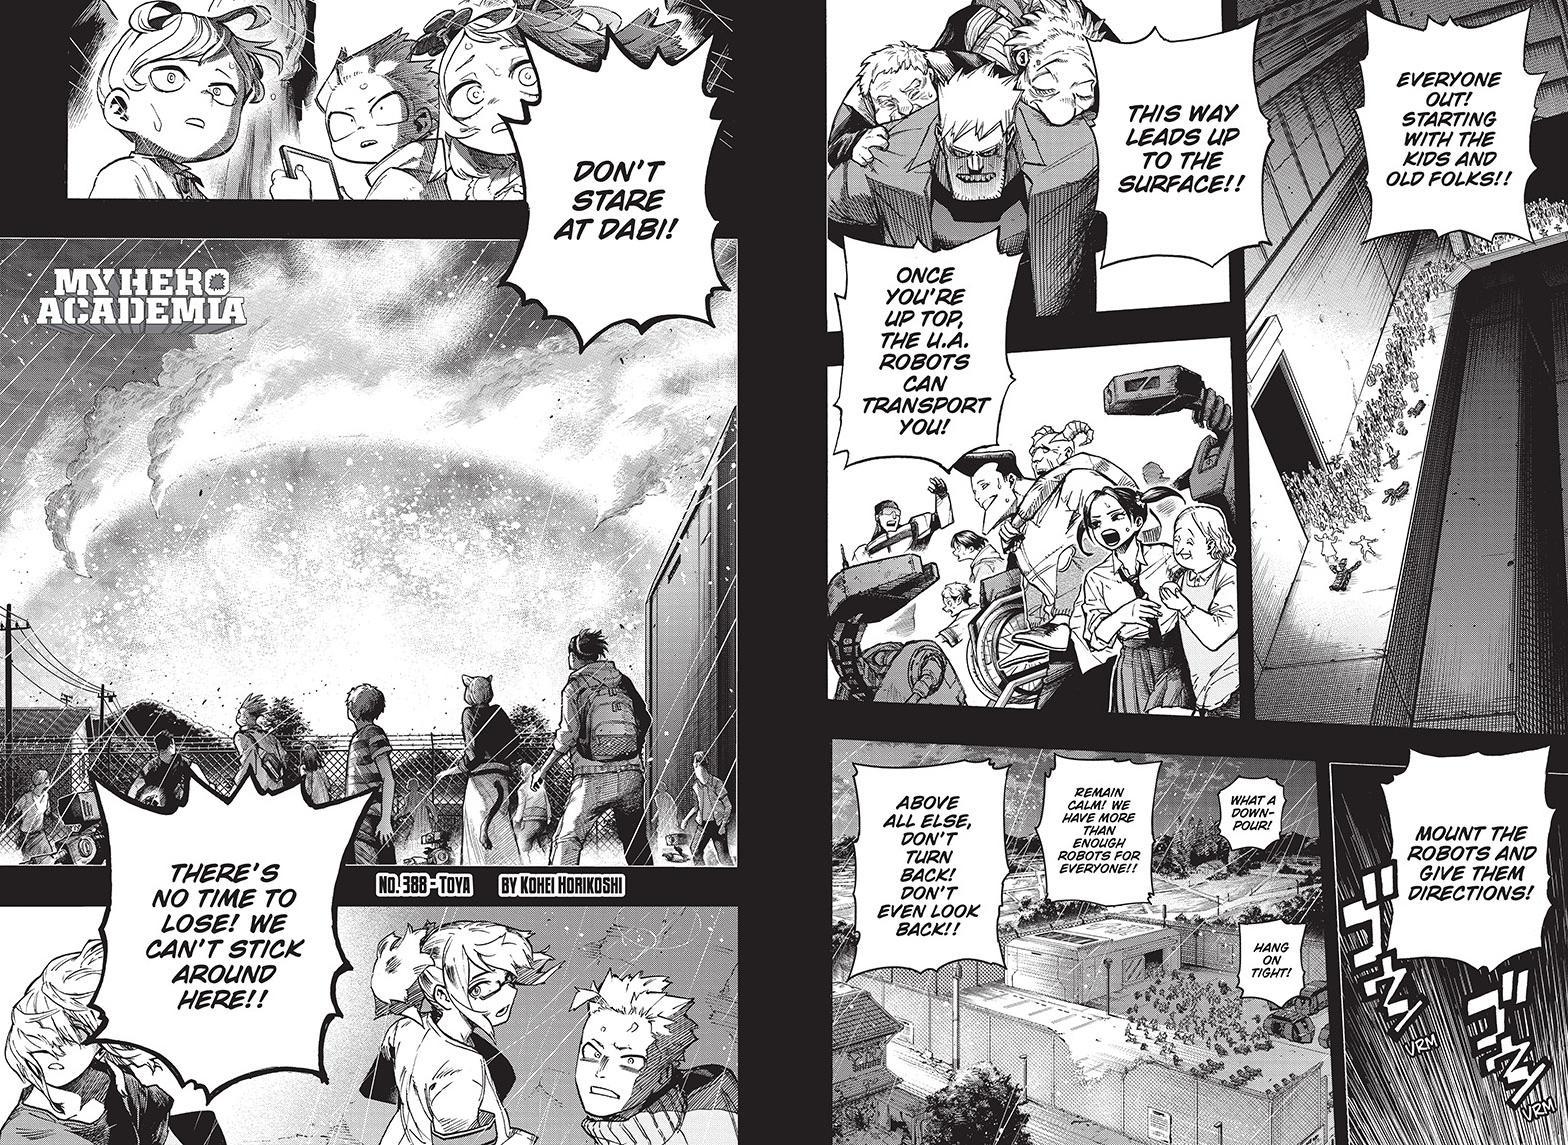 EVERYONE
OUT!
STARTING
WITH THE
KIDS AND
OLD FOLKS!!
THIS WAY
LEADS UP
TO THE
SURFACE!!
ONCE
YOU'RE
UP TOP,
THE U.A.
ROBOTS
CAN
TRANSPORT
YOU!
MOUNT THE
ROBOTS AND
GIVE THEM
DIRECTIONS!
ゴウン
VRM
ゴウン
VRM
WHAT A
DOWN-
POUR!
HANG
ON
TIGHT!
REMAIN
CALM! WE
HAVE MORE
THAN
ENOUGH
ROBOTS FOR
EVERYONE!!
ABOVE
ALL ELSE,
DON'T
TURN
BACK!
DON'T
EVEN LOOK
BACK!!
DON'T
STARE
AT DABI!
MY HERO
ACADEMIA
No. 388 - Toya by Kohei Horikoshi
THERE'S
NO TIME TO
LOSE! WE
CAN'T STICK
AROUND
HERE!!